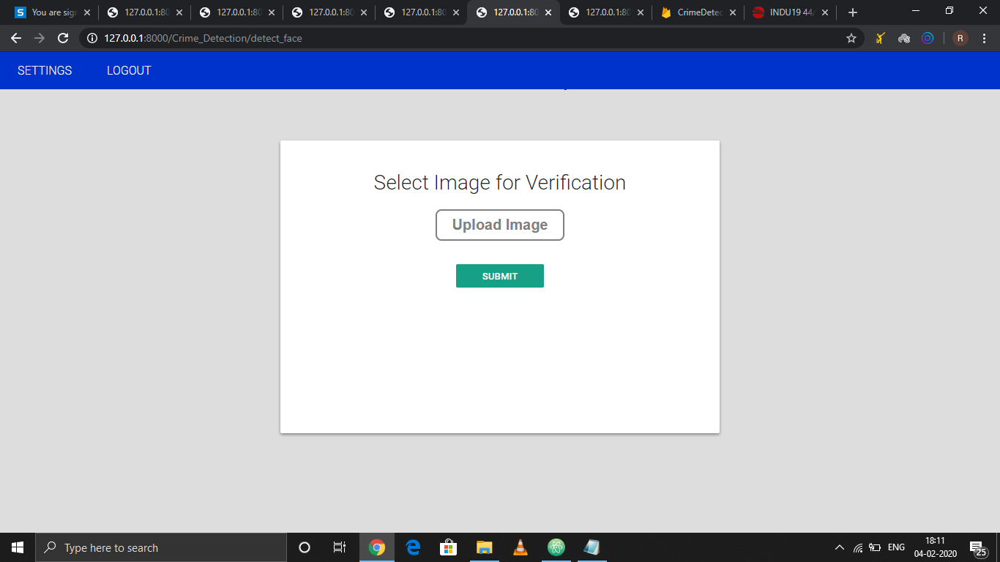 You are sign
127.0.0.1:80
127.0.0.1:80
127.0.0.1:80
127.0.0.1:80
127.0.0.1:80
127.0.0.1:80
CrimeDetec
INDU19 44/
127.0.0.1:8000/Crime_Detection/detect_face
R
SETTINGS
LOGOUT
Select Image for Verification
Upload Image
SUBMIT
Type here to search
ENG
18:11
04-02-2020
25